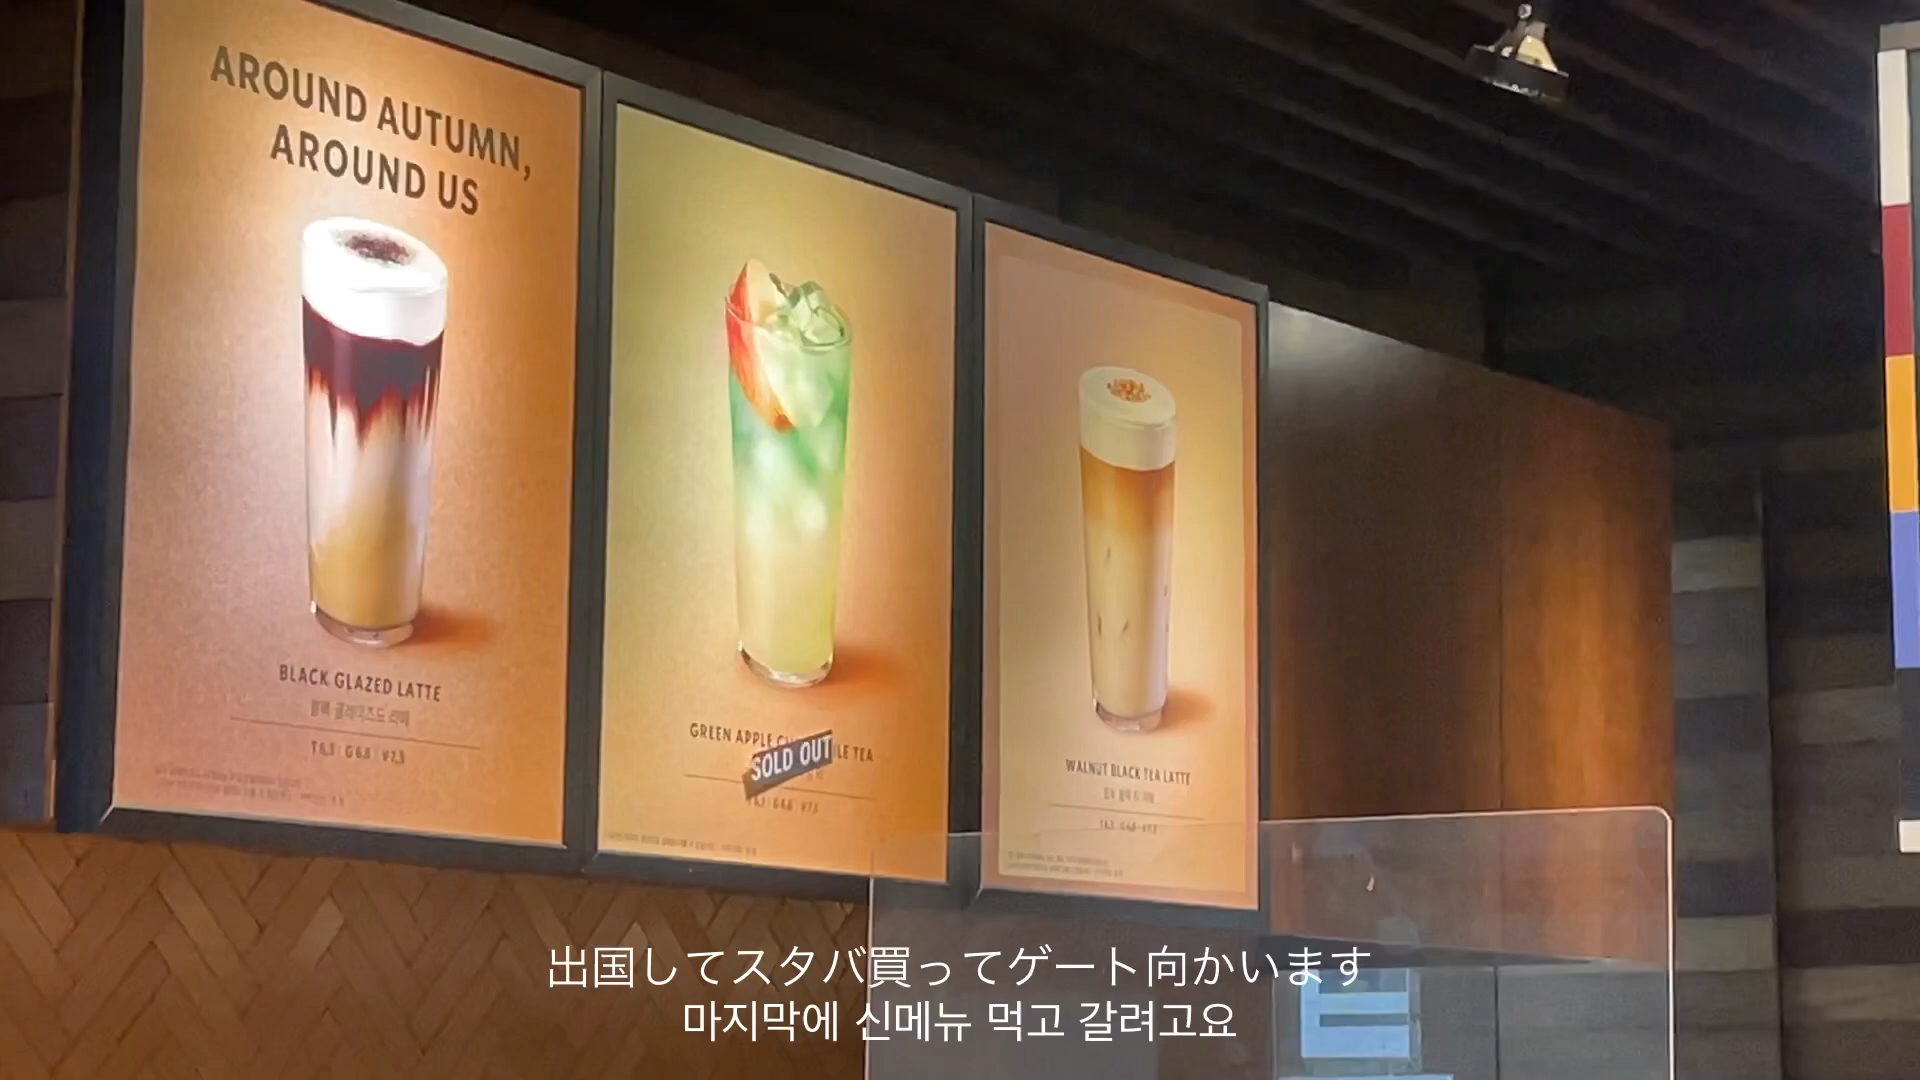 AROUND AUTUMN,
AROUND US
BLACK GLAZED LATTE
블랙 글레이즈드 라떼
T 6.3 G 6.8 V 7.3
GREEN APPLE
LE TEA
SOLD OUT
WALNUT BLACK TEA LATTE
出国してスタバ買ってゲート向かいます
마지막에 신메뉴 먹고 갈려고요